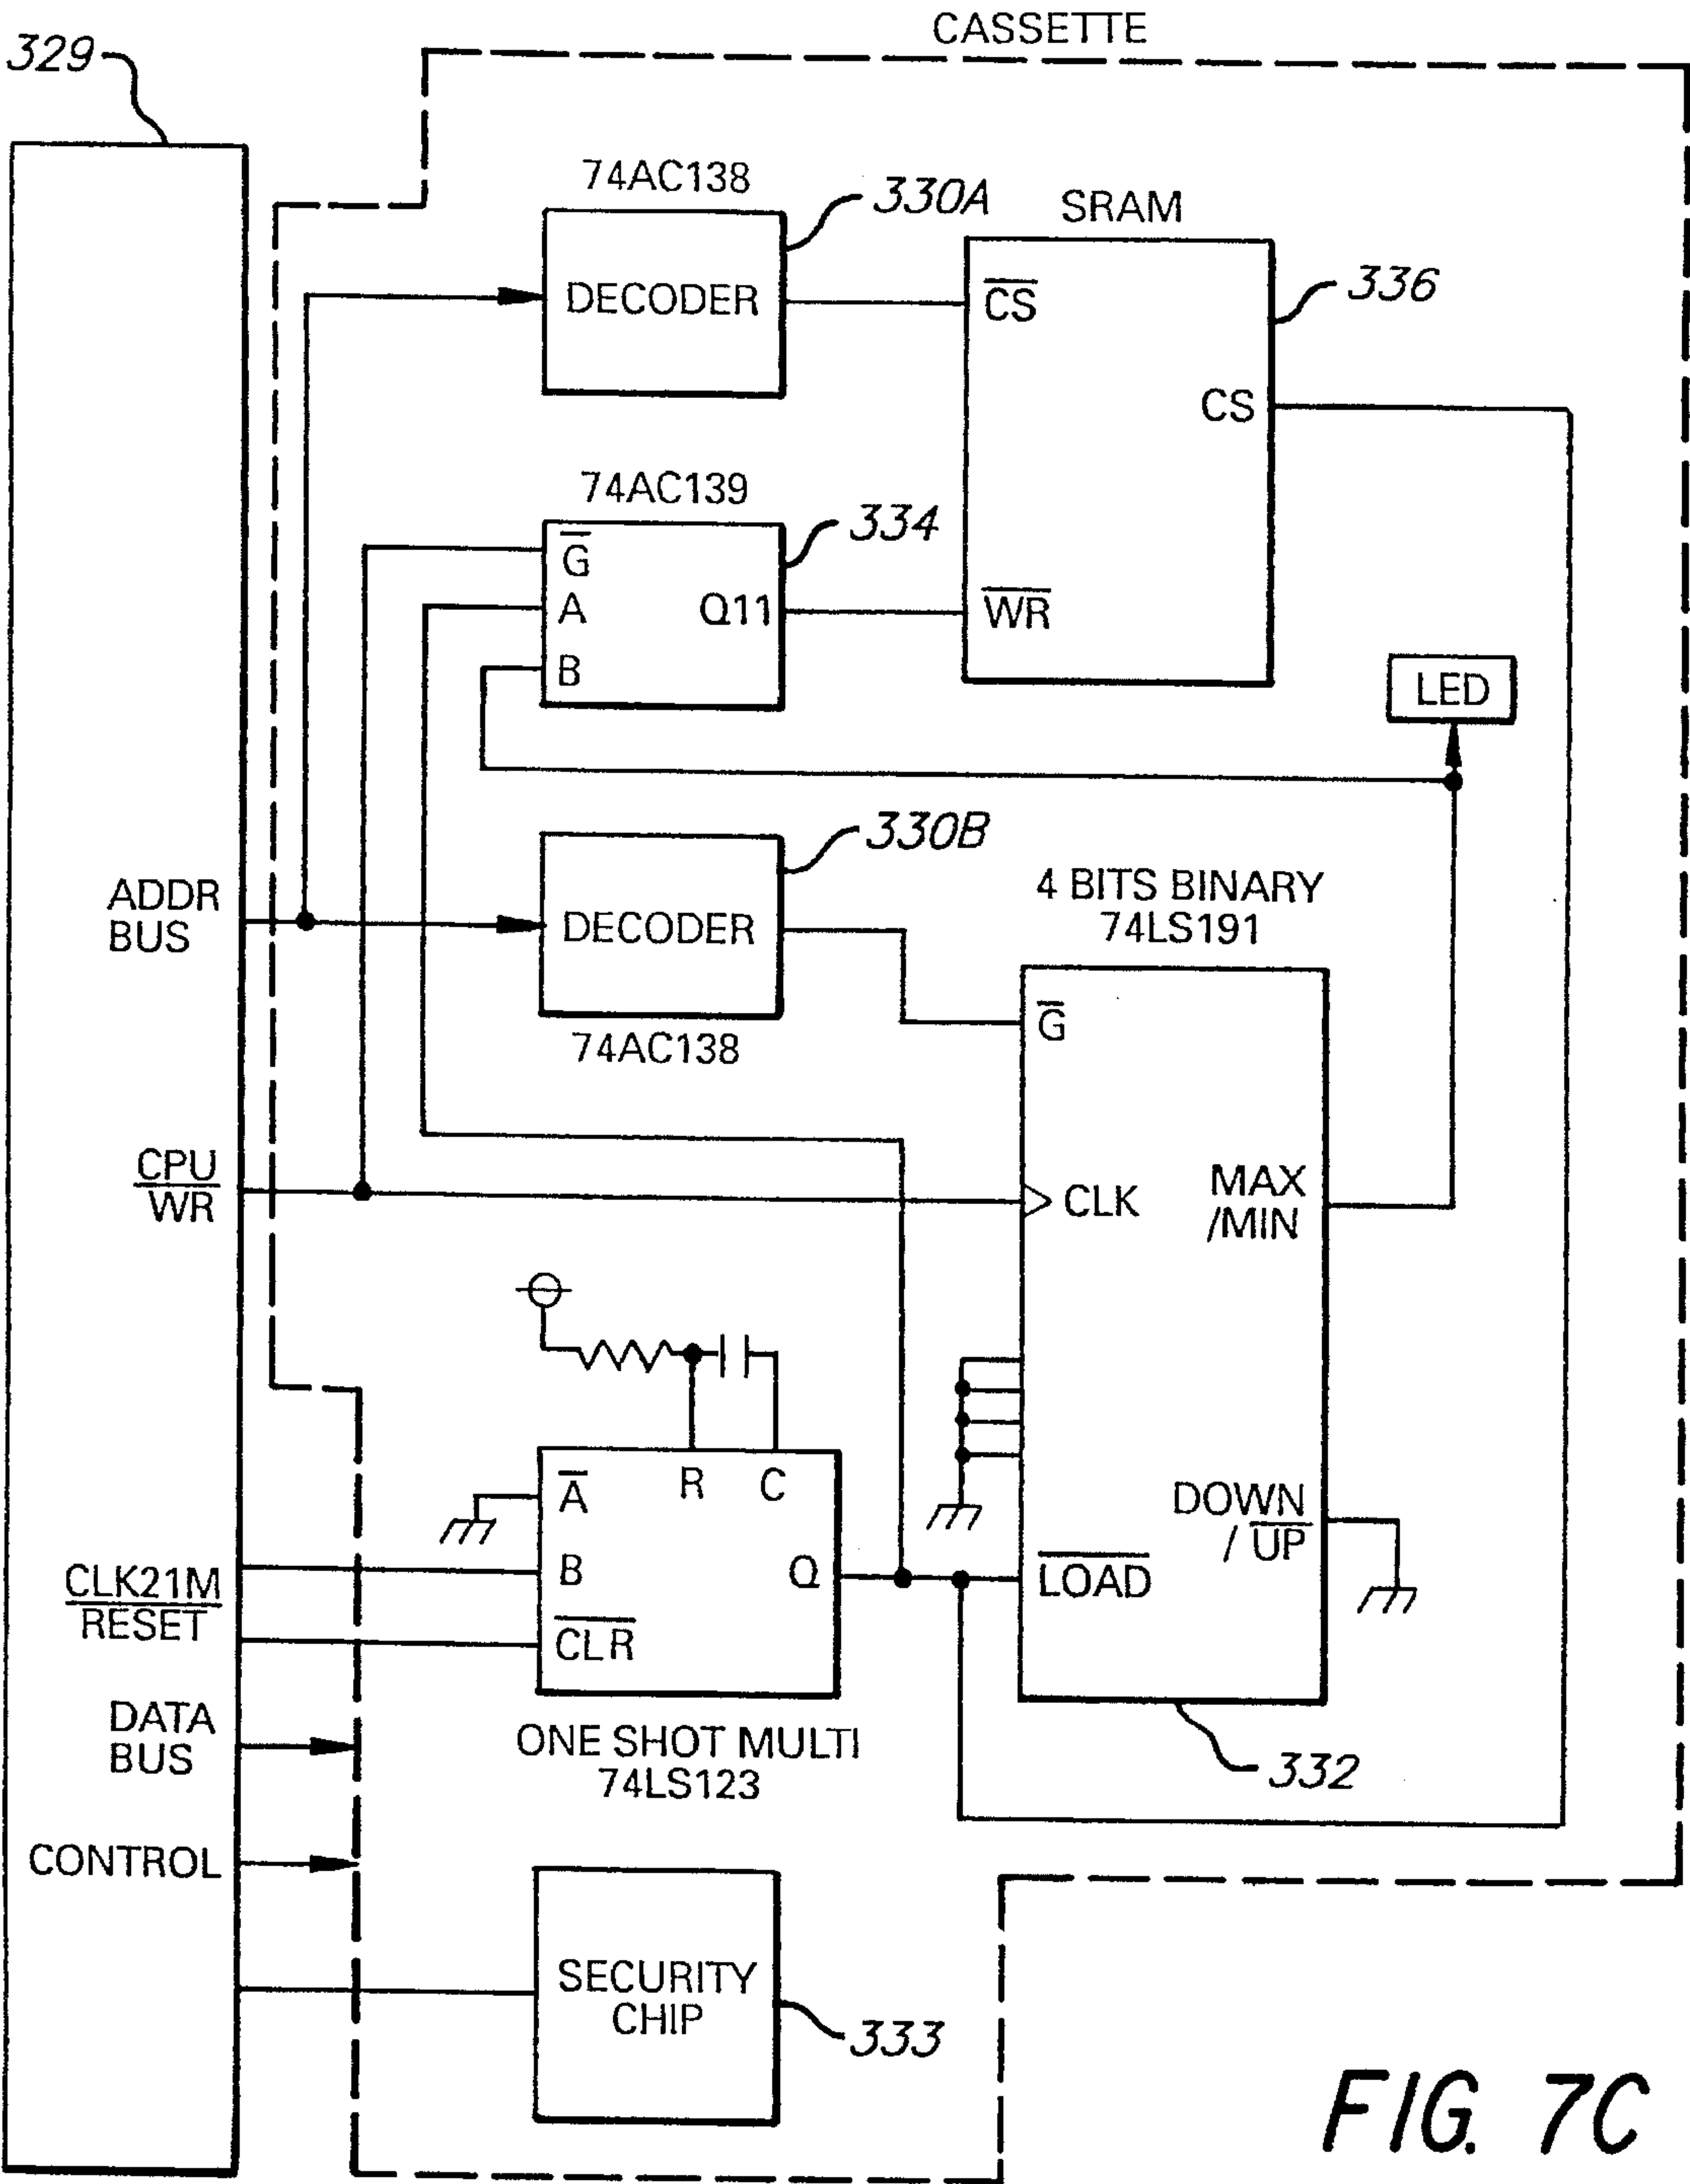 CASSETTE
329
74AC138
330A
SRAM
DECODER
CS
336
CS
74AC139
334
G
A
Q11
WR
B
LED
330B
ADDR
BUS
DECODER
4 BITS BINARY
74LS191
G
74AC138
CPU
WR
CLK
MAX
/MIN
A
R
C
DOWN
/ UP
CLK21M
RESET
B
Q
LOAD
CLR
DATA
BUS
ONE SHOT MULTI
74LS123
332
CONTROL
SECURITY
CHIP
333
FIG. 7C